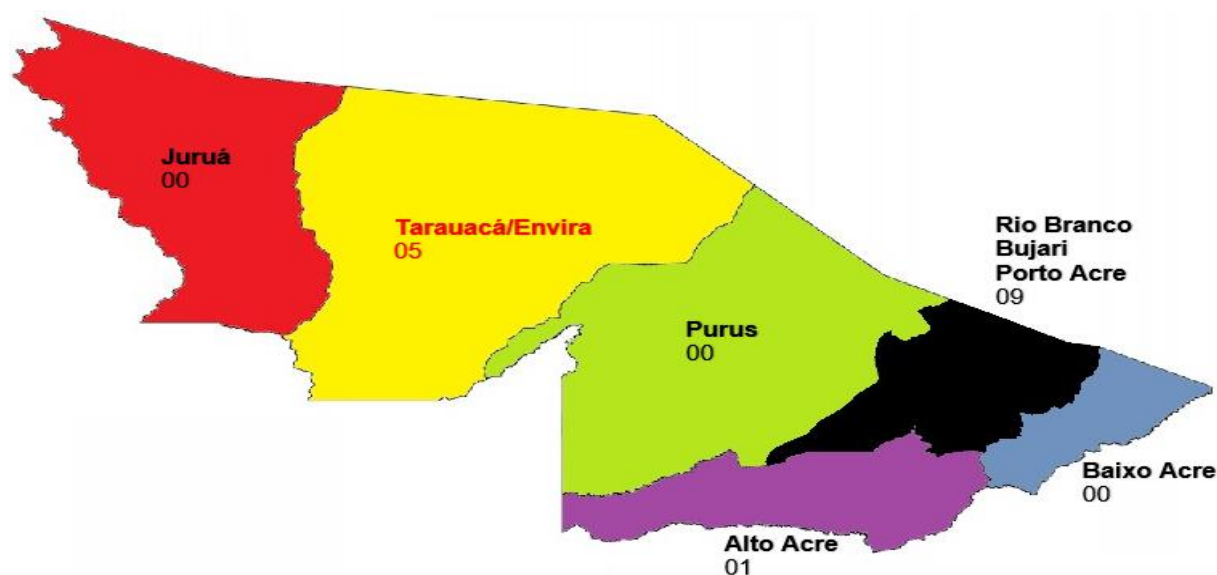 Juruá
00
Tarauacá/Envira
05
Rio Branco
Bujari
Porto Acre
09
Purus
00
Baixo Acre
00
Alto Acre
01